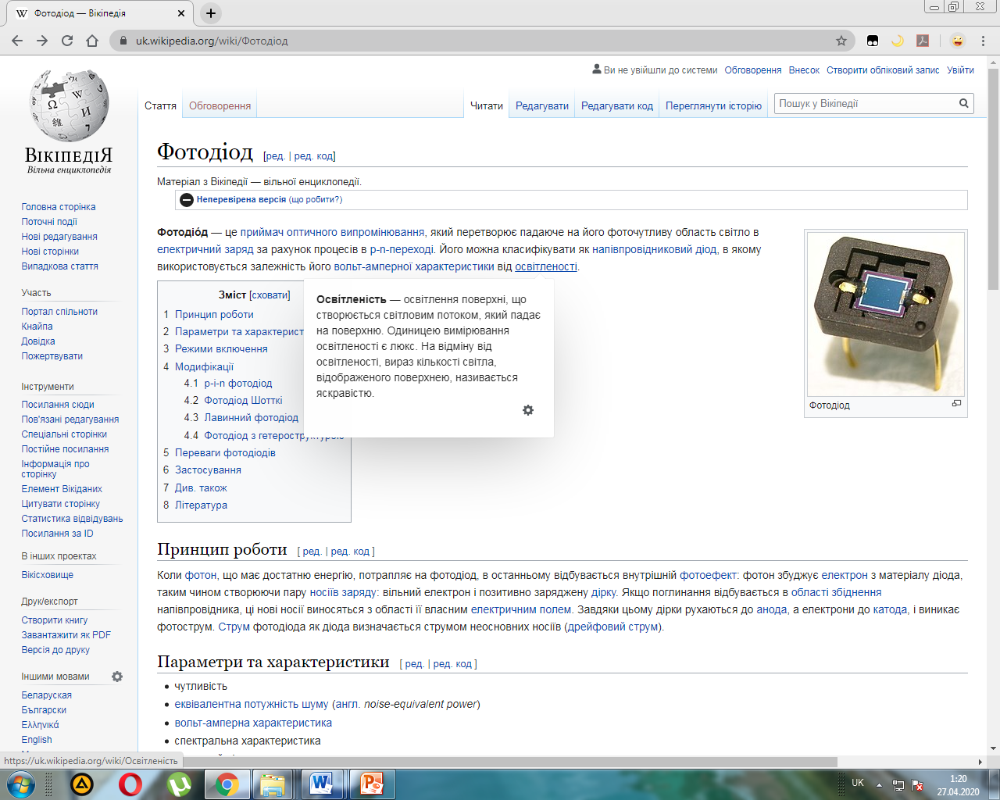 Фотодіод — Вікіпедія
uk.wikipedia.org/wiki/Фотодіод
Ви не увійшли до системи Обговорення Внесок Створити обліковий запис Увійти
Стаття Обговорення Читати Редагувати Редагувати код Переглянути історію Пошук у Вікіпедії
ВікіпедіЯ
Вільна енциклопедія
Головна сторінка
Поточні події
Нові редагування
Нові сторінки
Випадкова стаття
Участь
Портал спільноти
Кнайпа
Довідка
Пожертвувати
Інструменти
Посилання сюди
Пов'язані редагування
Спеціальні сторінки
Постійне посилання
Інформація про
сторінку
Елемент Вікіданих
Цитувати сторінку
Статистика відвідувань
Посилання за ID
В інших проектах
Вікісховище
Друк/експорт
Створити книгу
Завантажити як PDF
Версія до друку
Іншими мовами
Беларуская
Български
Ελληνικά
English
Фотодіод [ред. | ред. код]
Матеріал з Вікіпедії — вільної енциклопедії.
Неперевірена версія (що робити?)
Фотодіо́д — це приймач оптичного випромінювання, який перетворює падаюче на його фоточутливу область світло в
електричний заряд за рахунок процесів в p-n-переході. Його можна класифікувати як напівпровідниковий діод, в якому
використовується залежність його вольт-амперної характеристики від освітленості.
Зміст [сховати]
1 Принцип роботи
2 Параметри та характерист
3 Режими включення
4 Модифікації
4.1 p-i-n фотодіод
4.2 Фотодіод Шотткі
4.3 Лавинний фотодіод
4.4 Фотодіод з гетероструктурою
5 Переваги фотодіодів
6 Застосування
7 Див. також
8 Література
Осві́тленість — освітлення поверхні, що
створюється світловим потоком, який падає
на поверхню. Одиницею вимірювання
освітленості є люкс. На відміну від
освітленості, вираз кількості світла,
відображеного поверхнею, називається
яскравістю.
Фотодіод
Принцип роботи [ ред. | ред. код ]
Коли фотон, що має достатню енергію, потрапляє на фотодіод, в останньому відбувається внутрішній фотоефект: фотон збуджує електрон з матеріалу діода,
таким чином створюючи пару носіїв заряду: вільний електрон і позитивно заряджену дірку. Якщо поглинання відбувається в області збіднення
напівпровідника, ці нові носії виносяться з області її власним електричним полем. Завдяки цьому дірки рухаються до анода, а електрони до катода, і виникає
фотострум. Струм фотодіода як діода визначається струмом неосновних носіїв (дрейфовий струм).
Параметри та характеристики [ ред. | ред. код ]
чутливість
еквівалентна потужність шуму (англ. noise-equivalent power)
вольт-амперна характеристика
спектральна характеристика
https://uk.wikipedia.org/wiki/Освітленість
UK
1:20
27.04.2020